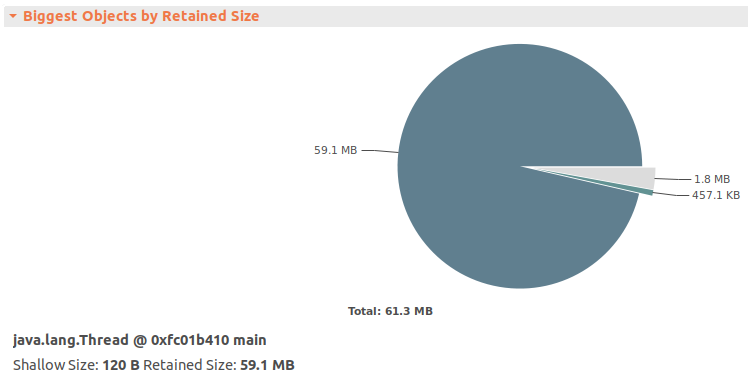 Biggest Objects by Retained Size
59.1 MB
1.8 MB
457.1 KB
Total: 61.3 MB
java.lang.Thread @ 0xfc01b410 main
Shallow Size: 120 B Retained Size: 59.1 MB